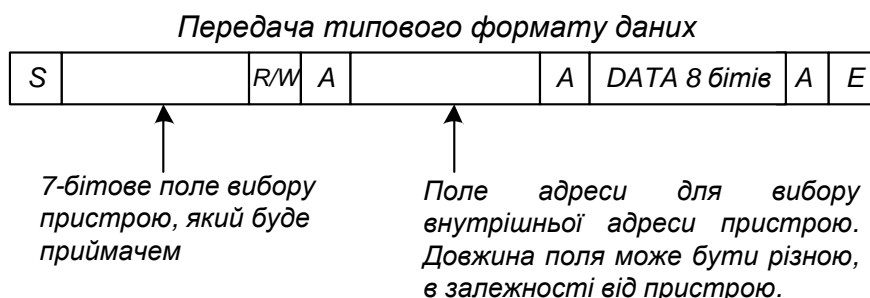 Передача типового формату даних
S R/W A A DATA 8 бітів A E
7-бітове поле вибору
пристрою, який буде
приймачем
Поле адреси для вибору
внутрішньої адреси пристрою.
Довжина поля може бути різною,
в залежності від пристрою.